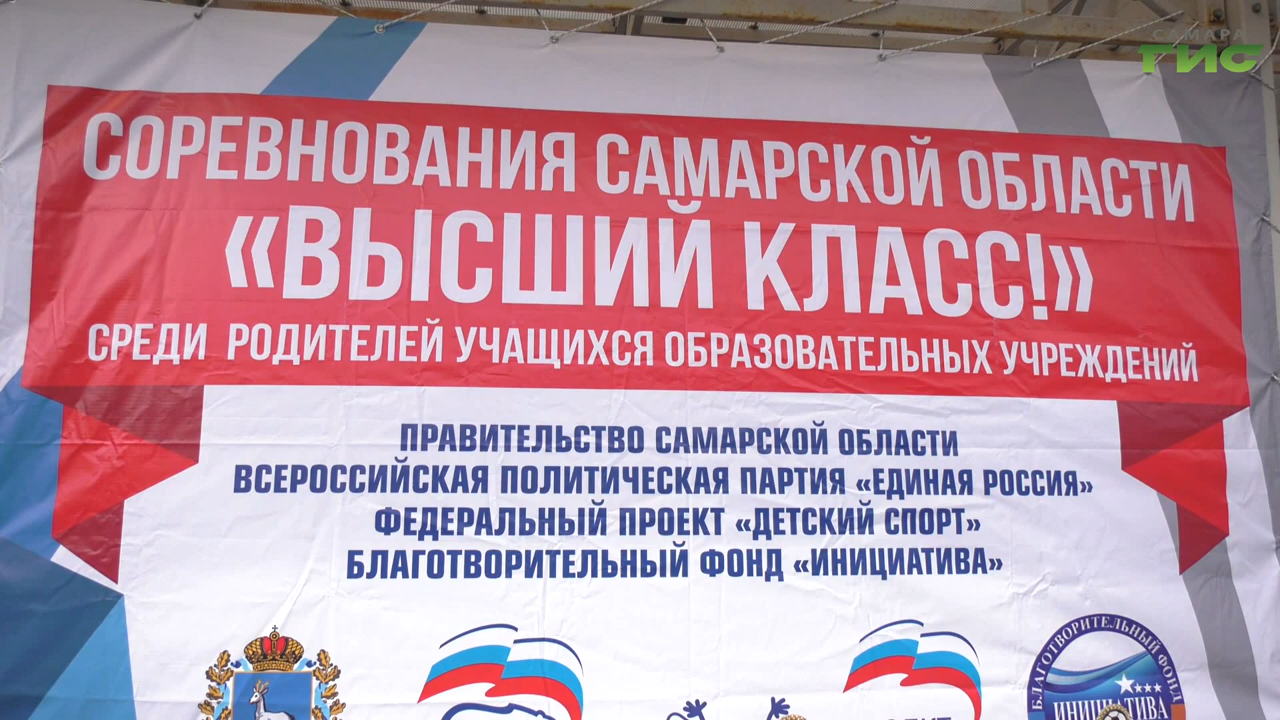 САМАРА
ГИС
СОРЕВНОВАНИЯ САМАРСКОЙ ОБЛАСТИ
«ВЫСШИЙ КЛАСС!»
СРЕДИ РОДИТЕЛЕЙ УЧАЩИХСЯ ОБРАЗОВАТЕЛЬНЫХ УЧРЕЖДЕНИЙ
ПРАВИТЕЛЬСТВО САМАРСКОЙ ОБЛАСТИ
ВСЕРОССИЙСКАЯ ПОЛИТИЧЕСКАЯ ПАРТИЯ «ЕДИНАЯ РОССИЯ»
ФЕДЕРАЛЬНЫЙ ПРОЕКТ «ДЕТСКИЙ СПОРТ»
БЛАГОТВОРИТЕЛЬНЫЙ ФОНД «ИНИЦИАТИВА»
БЛАГОТВОРИТЕЛЬНЫЙ ФОНД
ИНИЦИАТИВА